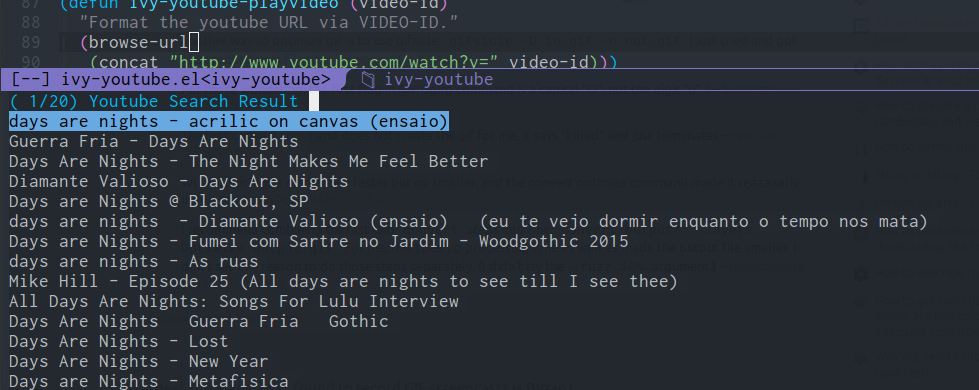 87 (defun ivy-youtube-playvideo (video-id)
88 "Format the youtube URL via VIDEO-ID."
89 (browse-url
90 (concat "http://www.youtube.com/watch?v=" video-id)))
[--] ivy-youtube.el<ivy-youtube> ivy-youtube
( 1/20) Youtube Search Result
days are nights - acrilic on canvas (ensaio)
Guerra Fria - Days Are Nights
Days Are Nights - The Night Makes Me Feel Better
Diamante Valioso - Days Are Nights
Days are Nights @ Blackout, SP
days are nights  - Diamante Valioso (ensaio)   (eu te vejo dormir enquanto o tempo nos mata)
Days are Nights - Fumei com Sartre no Jardim - Woodgothic 2015
days are nights - As ruas
Mike Hill - Episode 25 (All days are nights to see till I see thee)
All Days Are Nights: Songs For Lulu Interview
Days Are Nights   Guerra Fria   Gothic
Days Are Nights - Lost
Days are Nights - New Year
Days are Nights - Metafisica